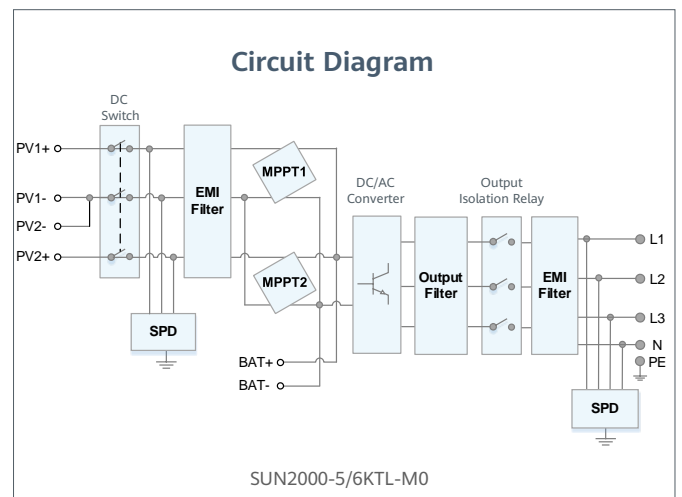 Circuit Diagram
DC
Switch
PV1+
PV1-
PV2-
PV2+
EMI
Filter
MPPT1
MPPT2
SPD
BAT+
BAT-
DC/AC
Converter
Output
Filter
Output
Isolation Relay
EMI
Filter
L1
L2
L3
N
PE
SPD
SUN2000-5/6KTL-M0